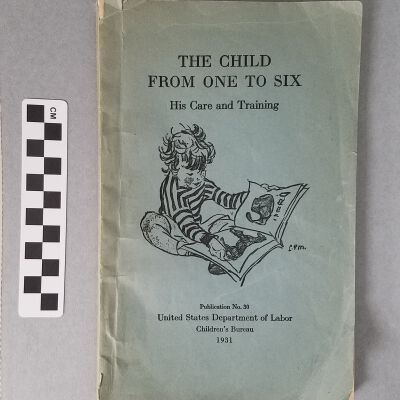 CM
THE CHILD
FROM ONE TO SIX
His Care and Training
C.P.M.
Publication No. 30
United States Department of Labor
Children's Bureau
1931